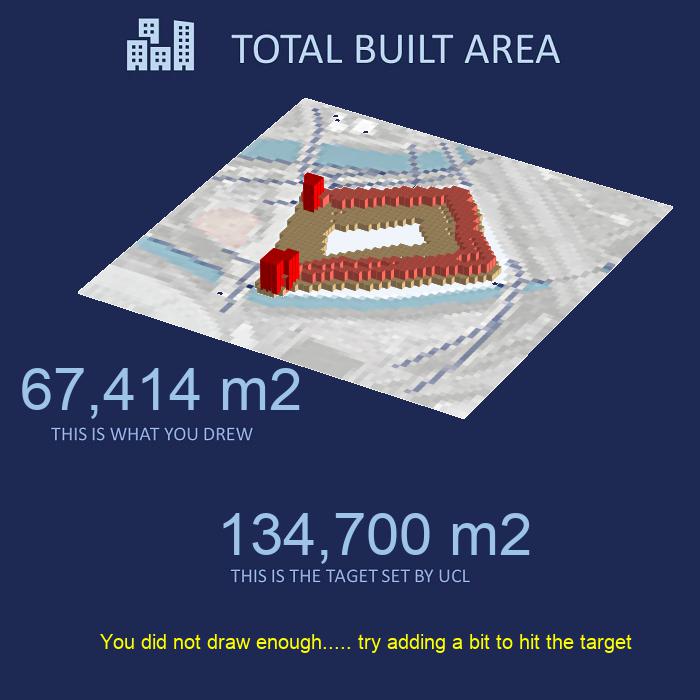 TOTAL BUILT AREA
67,414 m2
THIS IS WHAT YOU DREW
134,700 m2
THIS IS THE TAGET SET BY UCL
You did not draw enough..... try adding a bit to hit the target